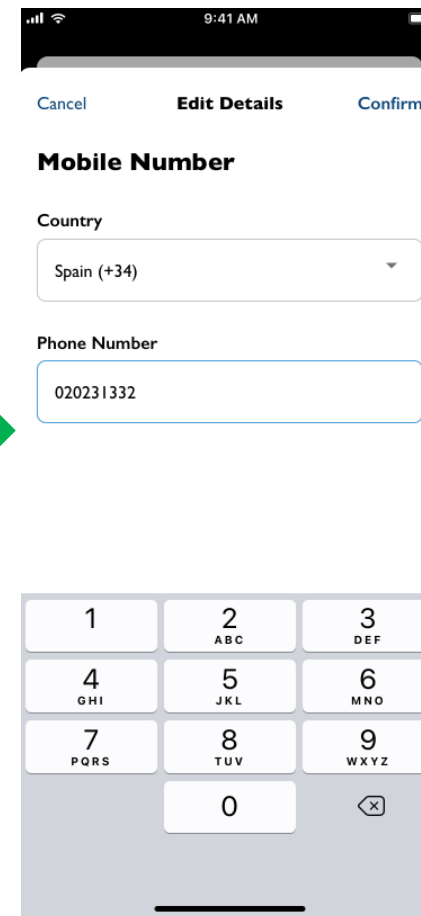 9:41 AM
Cancel Edit Details Confirm
Mobile Number
Country
Spain (+34)
Phone Number
020231332
1 2 3
ABC DEF
4 5 6
GHI JKL MNO
7 8 9
PQRS TUV WXYZ
0